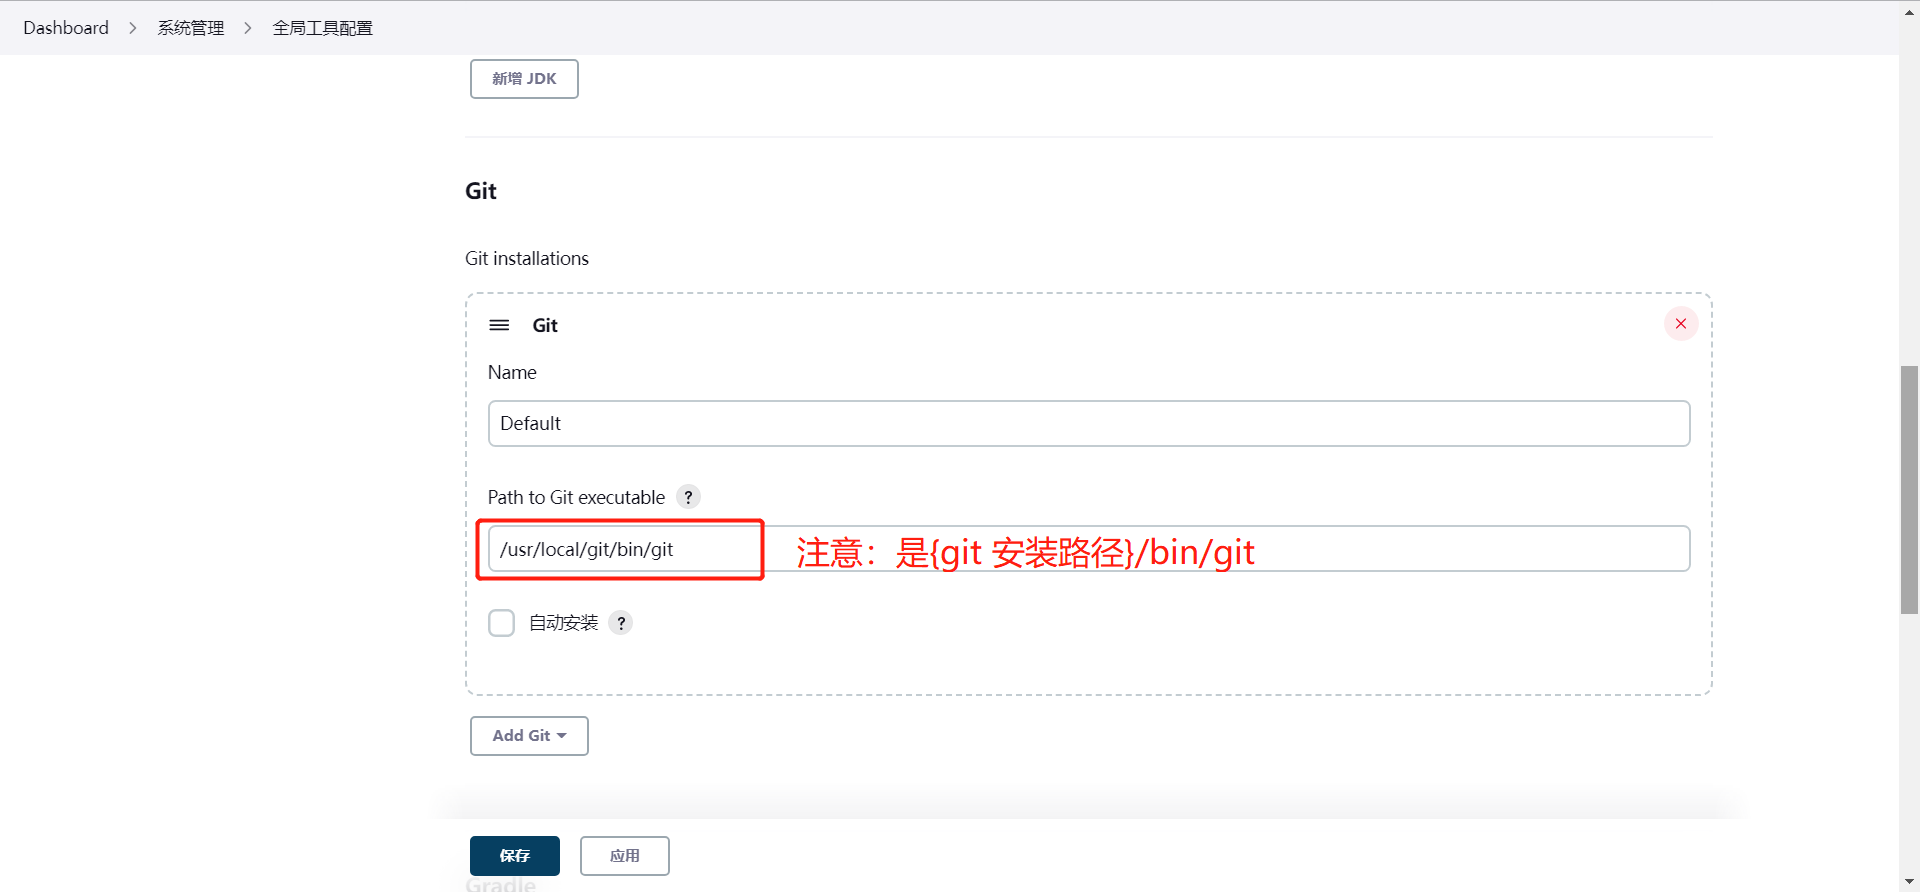 Dashboard > 系统管理 > 全局工具配置
新增 JDK
Git
Git installations
Git
Name
Default
Path to Git executable ?
/usr/local/git/bin/git 注意：是{git 安装路径}/bin/git
自动安装 ?
Add Git
保存 应用
Gradle